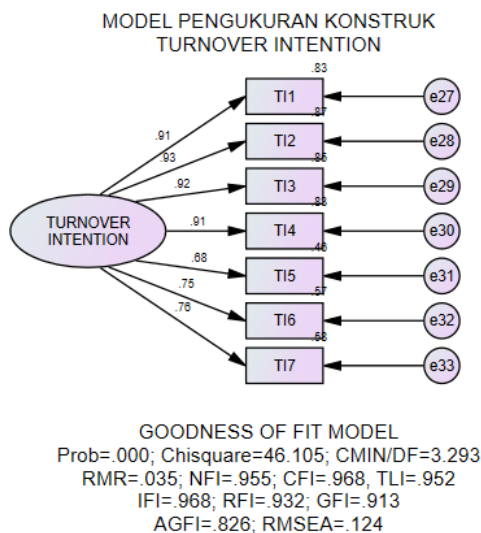 MODEL PENGUKURAN KONSTRUK
TURNOVER INTENTION
.83
TI1
e27
.91
.87
TI2
e28
.93
.85
TI3
e29
.92
.83
TURNOVER
INTENTION
TI4
e30
.91
.46
TI5
e31
.68
.57
TI6
e32
.75
.58
TI7
e33
.76
GOODNESS OF FIT MODEL
Prob=.000; Chisquare=46.105; CMIN/DF=3.293
RMR=.035; NFI=.955; CFI=.968, TLI=.952
IFI=.968; RFI=.932; GFI=.913
AGFI=.826; RMSEA=.124